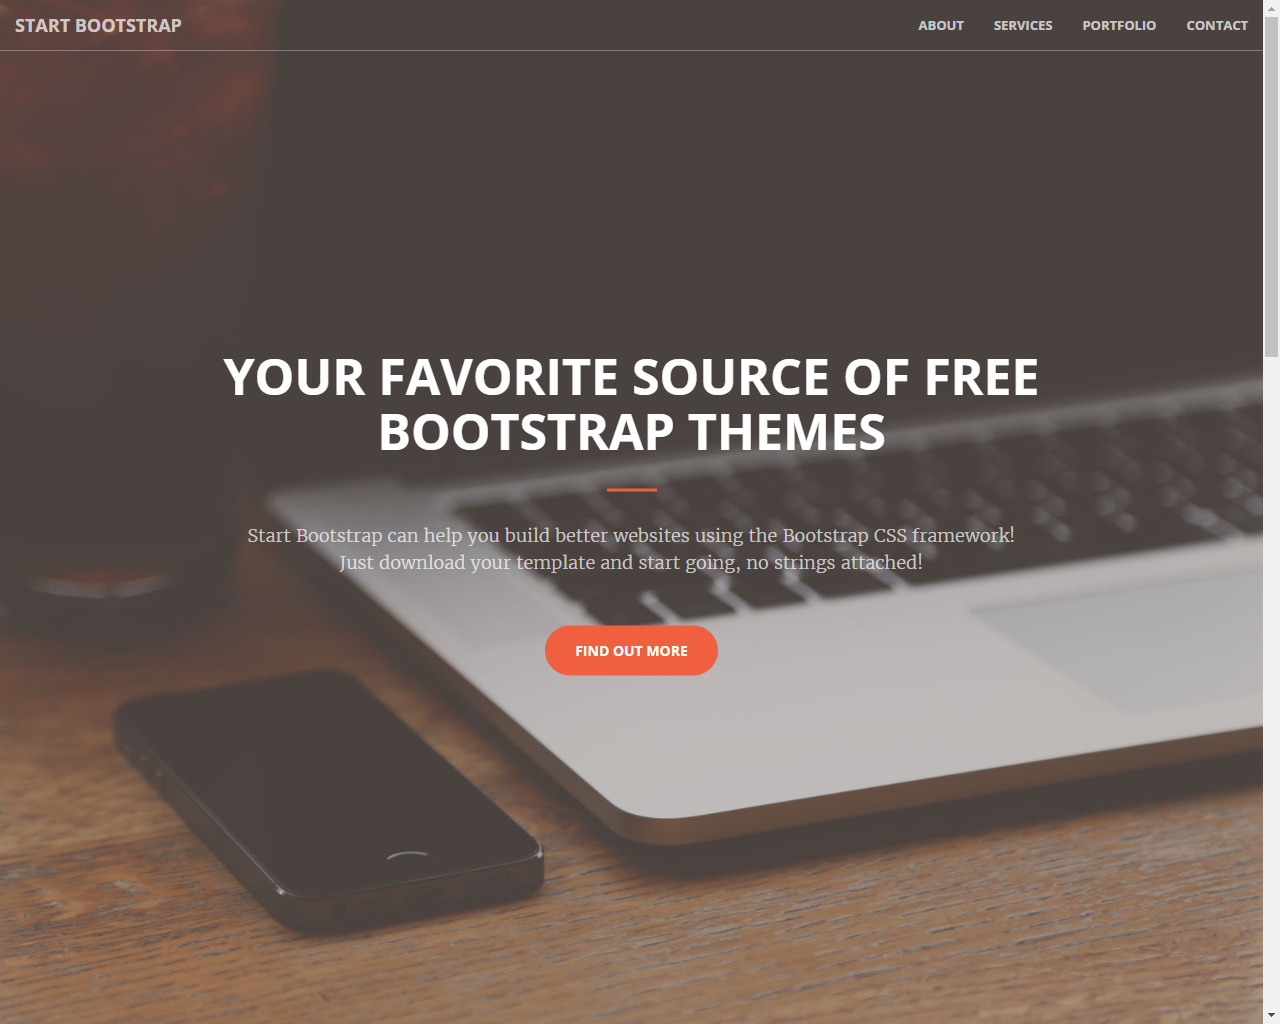 START BOOTSTRAP
ABOUT SERVICES PORTFOLIO CONTACT
YOUR FAVORITE SOURCE OF FREE
BOOTSTRAP THEMES
Start Bootstrap can help you build better websites using the Bootstrap CSS framework!
Just download your template and start going, no strings attached!
FIND OUT MORE